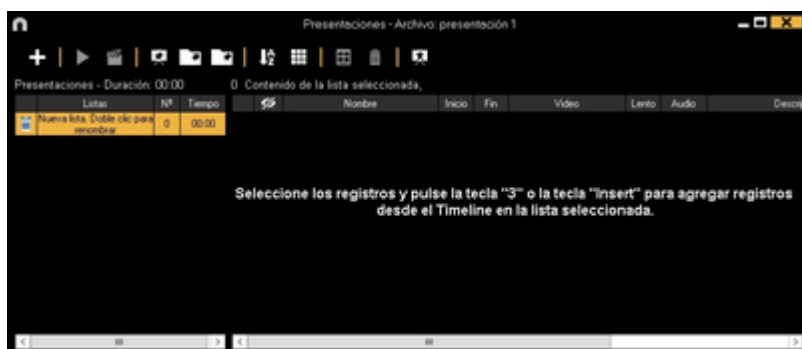 Presentaciones - Archivo: presentación 1
Presentaciones - Duración: 00:00
0 Contenido de la lista seleccionada,
Listas Nº Tiempo
Nombre Inicio Fin Video Lento Audio Descri
Nueva lista. Doble clic para
renombrar
0 00:00
Seleccione los registros y pulse la tecla "3" o la tecla "Insert" para agregar registros
desde el Timeline en la lista seleccionada.